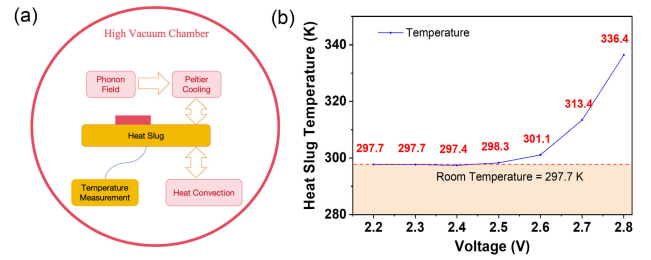 (a)
High Vacuum Chamber
Phonon
Field
Peltier
Cooling
Heat Slug
Temperature
Measurement
Heat Convection
(b)
Heat Slug Temperature (K)
340
320
300
280
Temperature
297.7
297.7
297.4
298.3
301.1
313.4
336.4
Room Temperature = 297.7 K
2.2
2.3
2.4
2.5
2.6
2.7
2.8
Voltage (V)